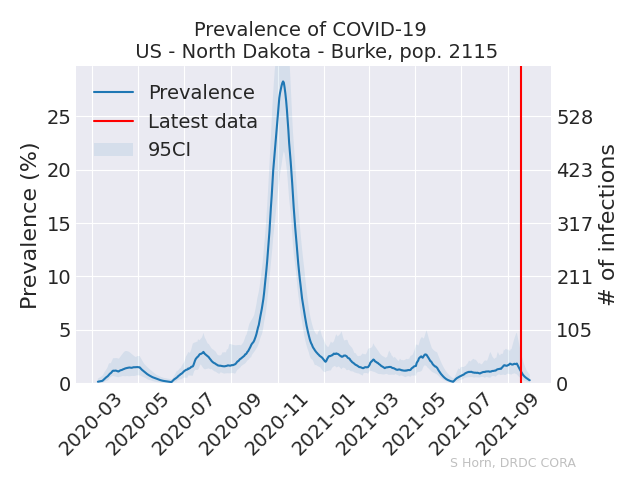 Prevalence of COVID-19
US - North Dakota - Burke, pop. 2115
Prevalence
Latest data
95CI
Prevalence (%)
25
20
15
10
5
0
528
423
317
211
105
0
# of infections
2020-03
2020-05
2020-07
2020-09
2020-11
2021-01
2021-03
2021-05
2021-07
2021-09
S Horn, DRDC CORA